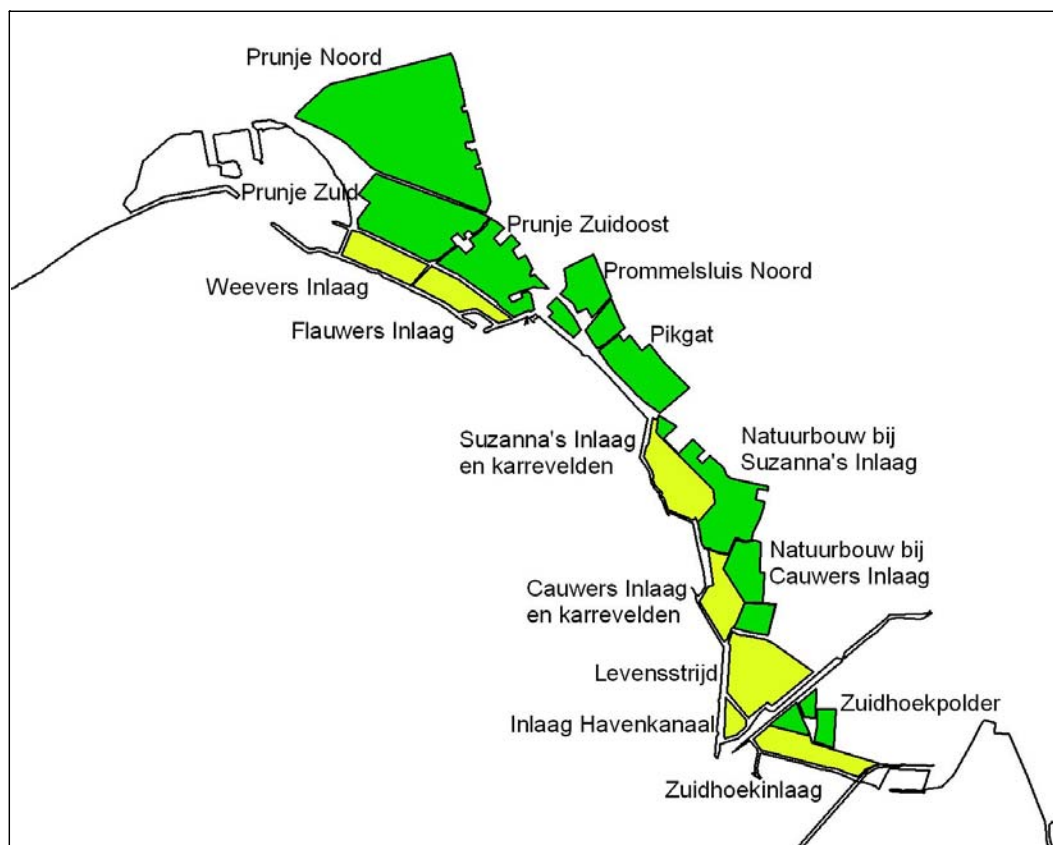 Prunje Noord
Prunje Zuid
Prunje Zuidoost
Prommelsluis Noord
Weevers Inlaag
Flauwers Inlaag
Pikgat
Suzanna's Inlaag
en karrevelden
Natuurbouw bij
Suzanna's Inlaag
Natuurbouw bij
Cauwers Inlaag
Cauwers Inlaag
en karrevelden
Levensstrijd
Zuidhoekpolder
Inlaag Havenkanaal
Zuidhoekinlaag